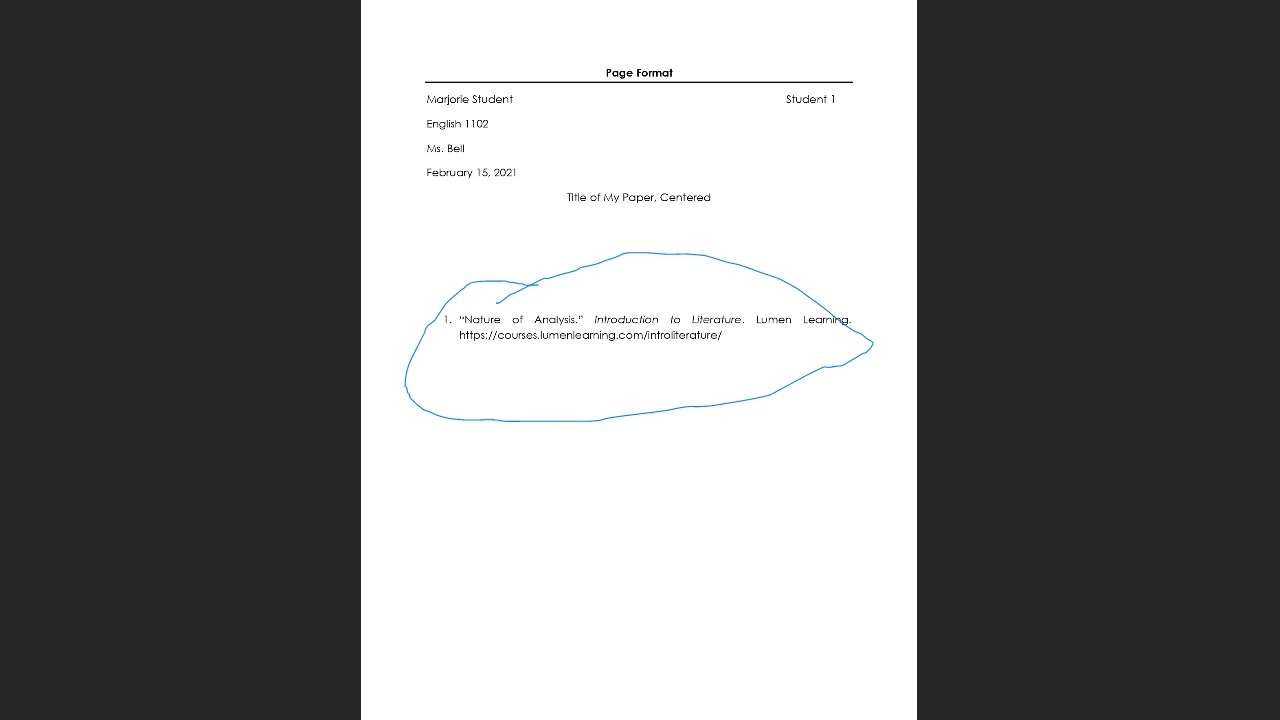 Page Format
Marjorie Student Student 1
English 1102
Ms. Bell
February 15, 2021
Title of My Paper, Centered
1. “Nature of Analysis.” Introduction to Literature. Lumen Learning.
https://courses.lumenlearning.com/introliterature/